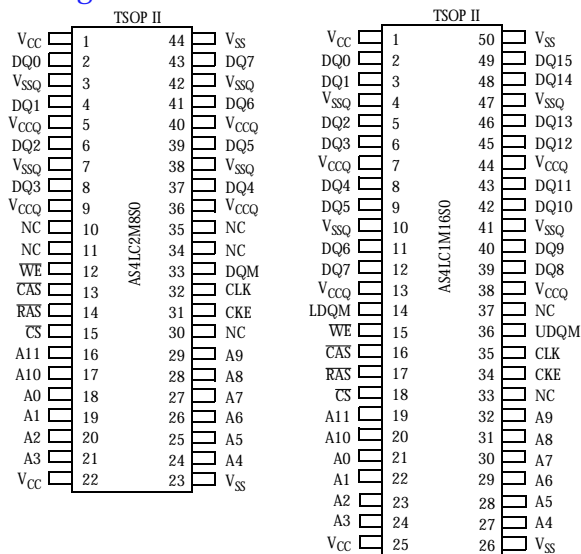 TSOP II
VCC 1 44 VSS
DQ0 2 43 DQ7
VSSQ 3 42 VSSQ
DQ1 4 41 DQ6
VCCQ 5 40 VCCQ
DQ2 6 39 DQ5
VSSQ 7 38 VSSQ
DQ3 8 37 DQ4
VCCQ 9 36 VCCQ
NC 10 35 NC
NC 11 34 NC
WE 12 33 DQM
CAS 13 32 CLK
RAS 14 31 CKE
CS 15 30 NC
A11 16 29 A9
A10 17 28 A8
A0 18 27 A7
A1 19 26 A6
A2 20 25 A5
A3 21 24 A4
VCC 22 23 VSS
AS4LC2M8S0
TSOP II
VCC 1 50 VSS
DQ0 2 49 DQ15
DQ1 3 48 DQ14
VSSQ 4 47 VSSQ
DQ2 5 46 DQ13
DQ3 6 45 DQ12
VCCQ 7 44 VCCQ
DQ4 8 43 DQ11
DQ5 9 42 DQ10
VSSQ 10 41 VSSQ
DQ6 11 40 DQ9
DQ7 12 39 DQ8
VCCQ 13 38 VCCQ
LDQM 14 37 NC
WE 15 36 UDQM
CAS 16 35 CLK
RAS 17 34 CKE
CS 18 33 NC
A11 19 32 A9
A10 20 31 A8
A0 21 30 A7
A1 22 29 A6
A2 23 28 A5
A3 24 27 A4
VCC 25 26 VSS
AS4LC1M16S0